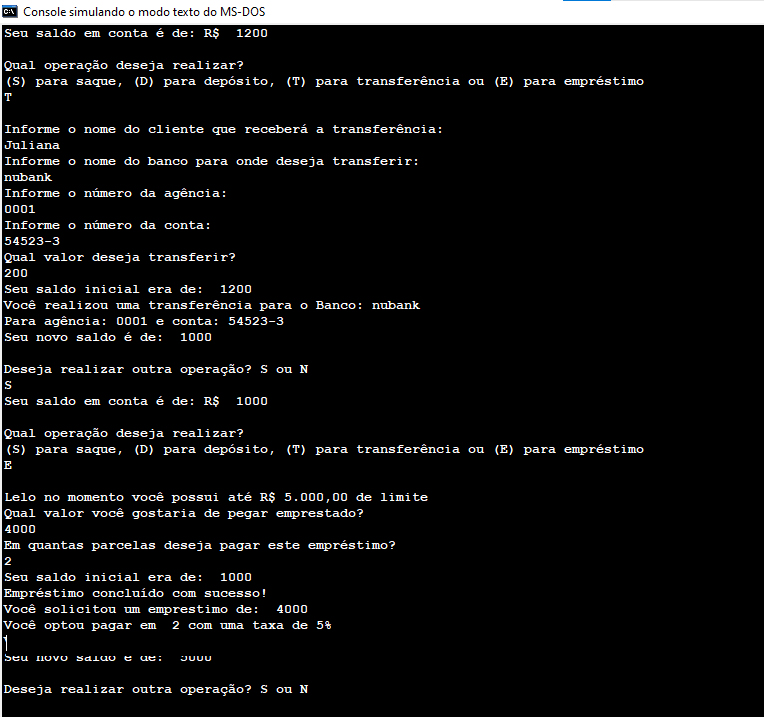 Console simulando o modo texto do MS-DOS
Seu saldo em conta é de: R$  1200
Qual operação deseja realizar?
(S) para saque, (D) para depósito, (T) para transferência ou (E) para empréstimo
T
Informe o nome do cliente que receberá a transferência:
Juliana
Informe o nome do banco para onde deseja transferir:
nubank
Informe o número da agência:
0001
Informe o número da conta:
54523-3
Qual valor deseja transferir?
200
Seu saldo inicial era de:  1200
Você realizou uma transferência para o Banco: nubank
Para agência: 0001 e conta: 54523-3
Seu novo saldo é de:  1000
Deseja realizar outra operação? S ou N
S
Seu saldo em conta é de: R$  1000
Qual operação deseja realizar?
(S) para saque, (D) para depósito, (T) para transferência ou (E) para empréstimo
E
Lelo no momento você possui até R$ 5.000,00 de limite
Qual valor você gostaria de pegar emprestado?
4000
Em quantas parcelas deseja pagar este empréstimo?
2
Seu saldo inicial era de:  1000
Empréstimo concluído com sucesso!
Você solicitou um emprestimo de:  4000
Você optou pagar em  2 com uma taxa de 5%
Seu novo saldo é de:  5000
Deseja realizar outra operação? S ou N